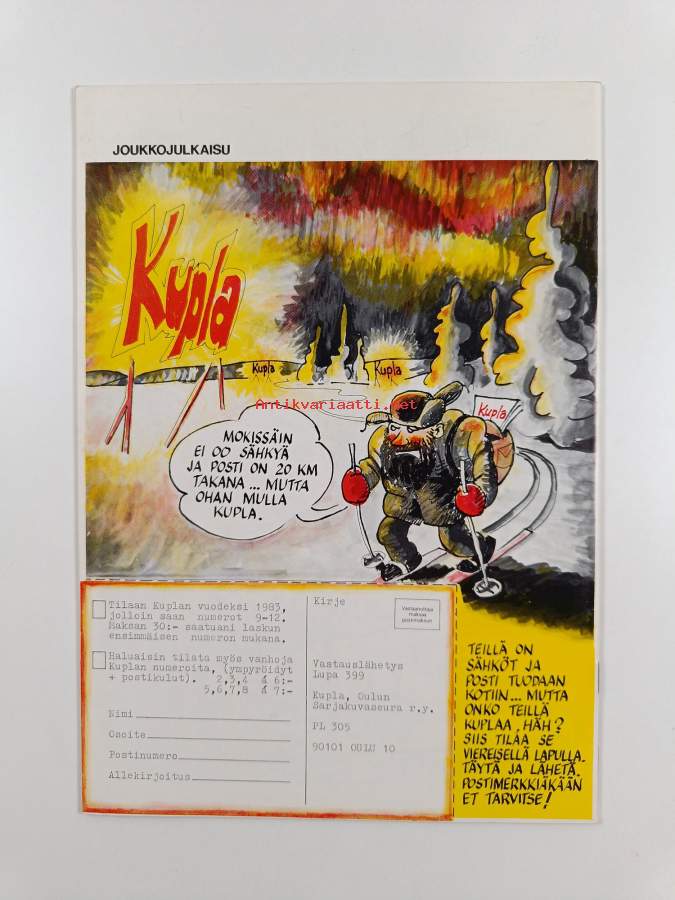 JOUKKOJULKAISU
Kupla
Kupla
Kupla
Kupla
Antikvariaatti.net
MÖKISSÄIN
EI OO SÄHKYÄ
JA POSTI ON 20 KM
TAKANA... MUTTA
OHAN MULLA
KUPLA.
Tilaan Kuplan vuodeksi 1983,
jolloin saan numerot 9-12.
Maksan 30:- saatuani laskun
ensimmäisen numeron mukana.
Haluaisin tilata myös vanhoja
Kuplan numeroita, (ympyröidyt
+ postikulut). 2,3,4 á 6:-
5,6,7,8 á 7:-
Nimi
Osoite
Postinumero
Allekirjoitus
Kirje
Vastaanottaja
maksaa
postimaksun
Vastauslähetys
Lupa 399
Kupla, Oulun
Sarjakuvaseura r.y.
PL 305
90101 OULU 10
TEILLÄ ON
SÄHKÖT JA
POSTI TUODAAN
KOTIIN... MUTTA
ONKO TEILLÄ
KUPLAA, HÄH?
SIIS TILAA SE
VIEREISELLÄ LAPULLA.
TÄYTÄ JA LÄHETÄ.
POSTIMERKKIÄKÄÄN
ET TARVITSE!